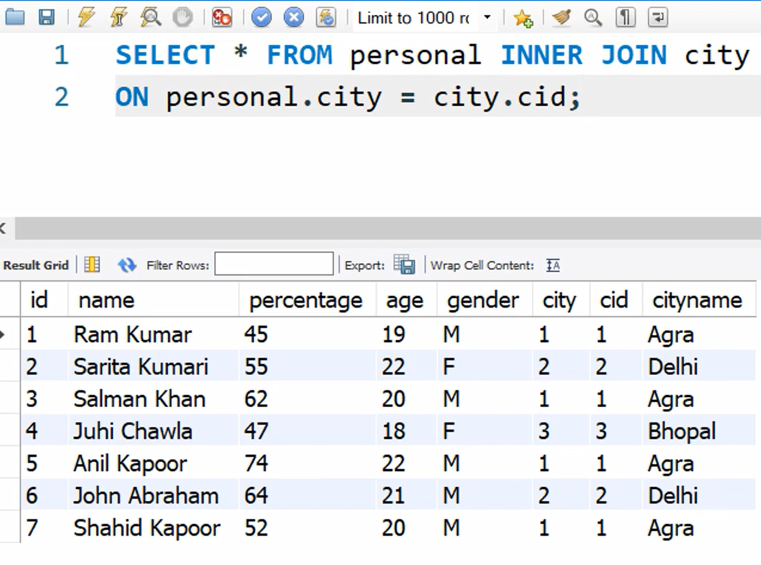 Limit to 1000 ro
1 SELECT * FROM personal INNER JOIN city
2 ON personal.city = city.cid;
Result Grid Filter Rows: Export: Wrap Cell Content:
id name percentage age gender city cid cityname
1 Ram Kumar 45 19 M 1 1 Agra
2 Sarita Kumari 55 22 F 2 2 Delhi
3 Salman Khan 62 20 M 1 1 Agra
4 Juhi Chawla 47 18 F 3 3 Bhopal
5 Anil Kapoor 74 22 M 1 1 Agra
6 John Abraham 64 21 M 2 2 Delhi
7 Shahid Kapoor 52 20 M 1 1 Agra